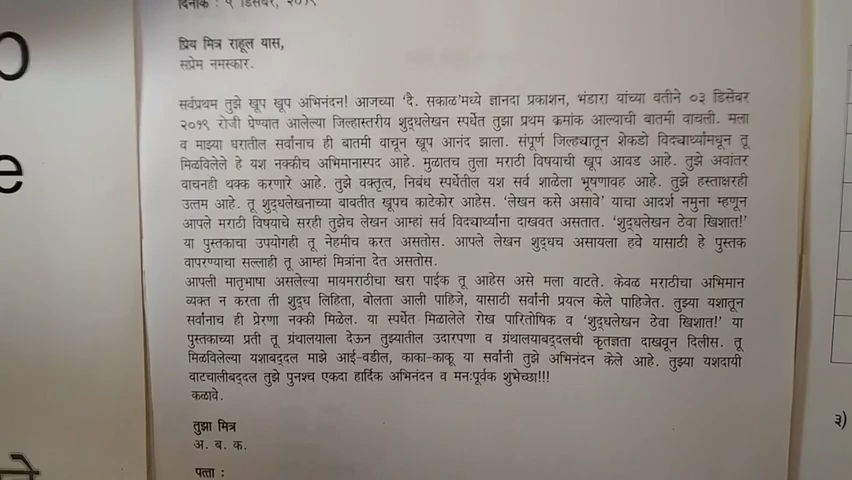 दिनांक : ५ डिसेंबर, २०१९
प्रिय मित्र राहूल यास,
सप्रेम नमस्कार.
सर्वप्रथम तुझे खूप खूप अभिनंदन! आजच्या ‘दै. सकाळ’मध्ये ज्ञानदा प्रकाशन, भंडारा यांच्या वतीने ०३ डिसेंबर
२०१९ रोजी घेण्यात आलेल्या जिल्हास्तरीय शुद्धलेखन स्पर्धेत तुझा प्रथम क्रमांक आल्याची बातमी वाचली. मला
व माझ्या घरातील सर्वांनाच ही बातमी वाचून खूप आनंद झाला. संपूर्ण जिल्ह्यातून शेकडो विद्यार्थ्यांमधून तू
मिळविलेले हे यश नक्कीच अभिमानास्पद आहे. मुळातच तुला मराठी विषयाची खूप आवड आहे. तुझे अवांतर
वाचनही थक्क करणारे आहे. तुझे वक्तृत्व, निबंध स्पर्धेतील यश सर्व शाळेला भूषणावह आहे. तुझे हस्ताक्षरही
उत्तम आहे. तू शुद्धलेखनाच्या बाबतीत खूपच काटेकोर आहेस. ‘लेखन कसे असावे’ याचा आदर्श नमुना म्हणून
आपले मराठी विषयाचे सरही तुझेच लेखन आम्हां सर्व विद्यार्थ्यांना दाखवत असतात. ‘शुद्धलेखन ठेवा खिशात!’
या पुस्तकाचा उपयोगही तू नेहमीच करत असतोस. आपले लेखन शुद्धच असायला हवे यासाठी हे पुस्तक
वापरण्याचा सल्लाही तू आम्हां मित्रांना देत असतोस.
आपली मातृभाषा असलेल्या मायमराठीचा खरा पाईक तू आहेस असे मला वाटते. केवळ मराठीचा अभिमान
व्यक्त न करता ती शुद्ध लिहिता, बोलता आली पाहिजे, यासाठी सर्वांनी प्रयत्न केले पाहिजेत. तुझ्या यशातून
सर्वांनाच ही प्रेरणा नक्की मिळेल. या स्पर्धेत मिळालेले रोख पारितोषिक व ‘शुद्धलेखन ठेवा खिशात!’ या
पुस्तकाच्या प्रती तू ग्रंथालयाला देऊन तुझ्यातील उदारपणा व ग्रंथालयाबद्दलची कृतज्ञता दाखवून दिलीस. तू
मिळविलेल्या यशाबद्दल माझे आई-वडील, काका-काकू या सर्वांनी तुझे अभिनंदन केले आहे. तुझ्या यशदायी
वाटचालीबद्दल तुझे पुनश्च एकदा हार्दिक अभिनंदन व मनःपूर्वक शुभेच्छा!!!
कळावे.
तुझा मित्र
अ. ब. क.
पत्ता :
३)